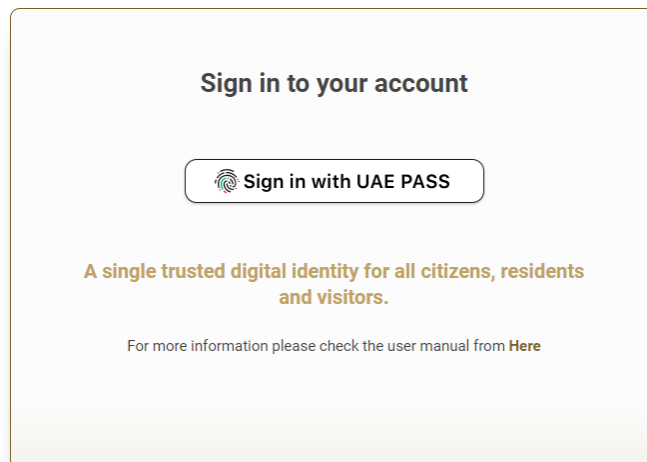 Sign in to your account
Sign in with UAE PASS
A single trusted digital identity for all citizens, residents
and visitors.
For more information please check the user manual from Here